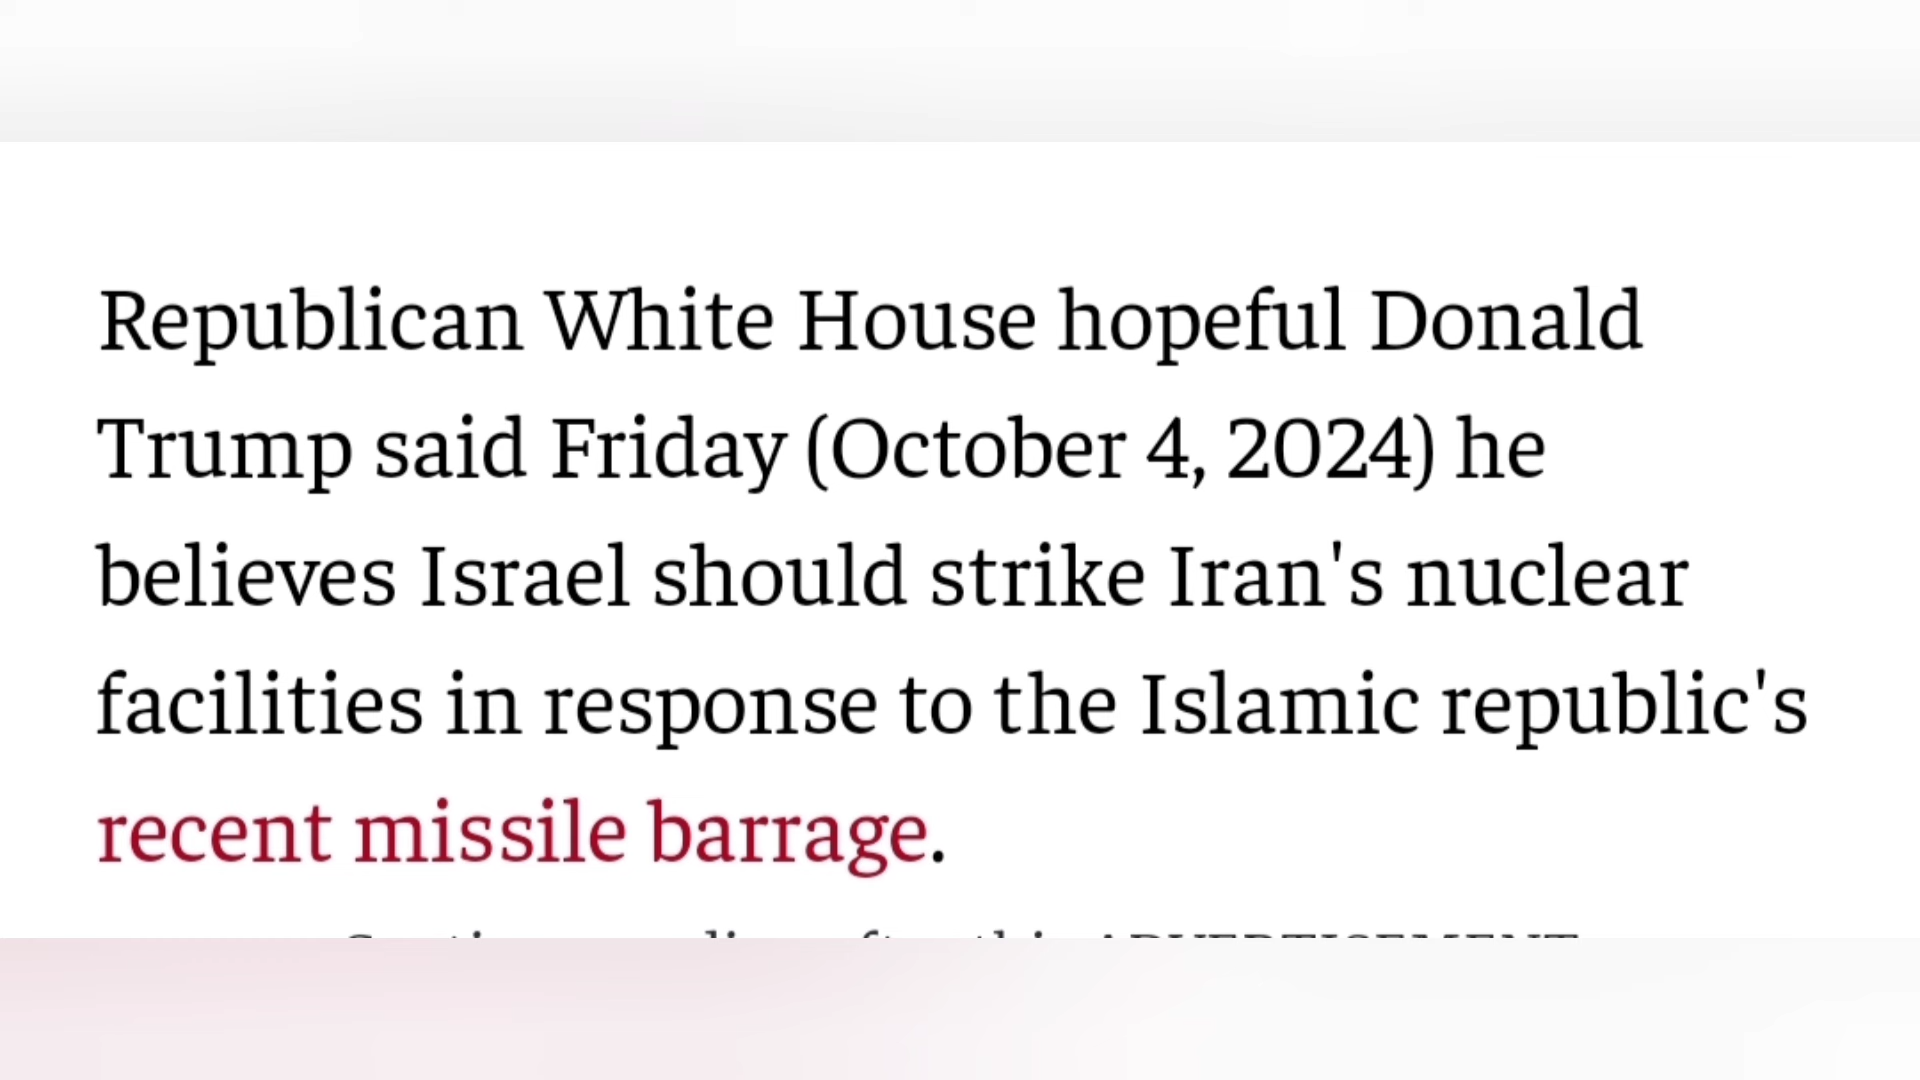 Republican White House hopeful Donald
Trump said Friday (October 4, 2024) he
believes Israel should strike Iran's nuclear
facilities in response to the Islamic republic's
recent missile barrage.